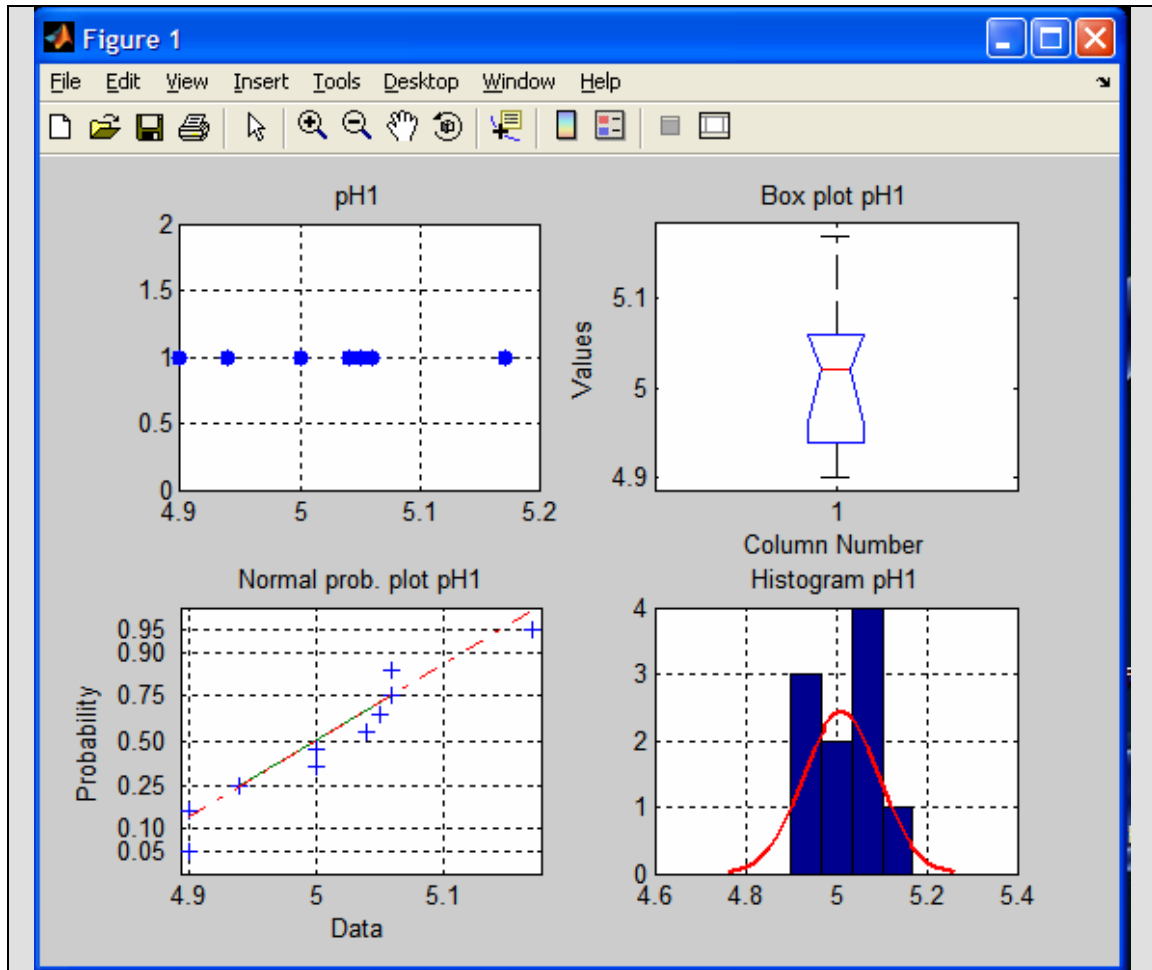 Figure 1
File Edit View Insert Tools Desktop Window Help
pH1
2
1.5
1
0.5
0
4.9 5 5.1 5.2
Box plot pH1
Values
5.1
5
4.9
1
Column Number
Normal prob. plot pH1
Probability
0.95
0.90
0.75
0.50
0.25
0.10
0.05
4.9 5 5.1
Data
Histogram pH1
4
3
2
1
0
4.6 4.8 5 5.2 5.4